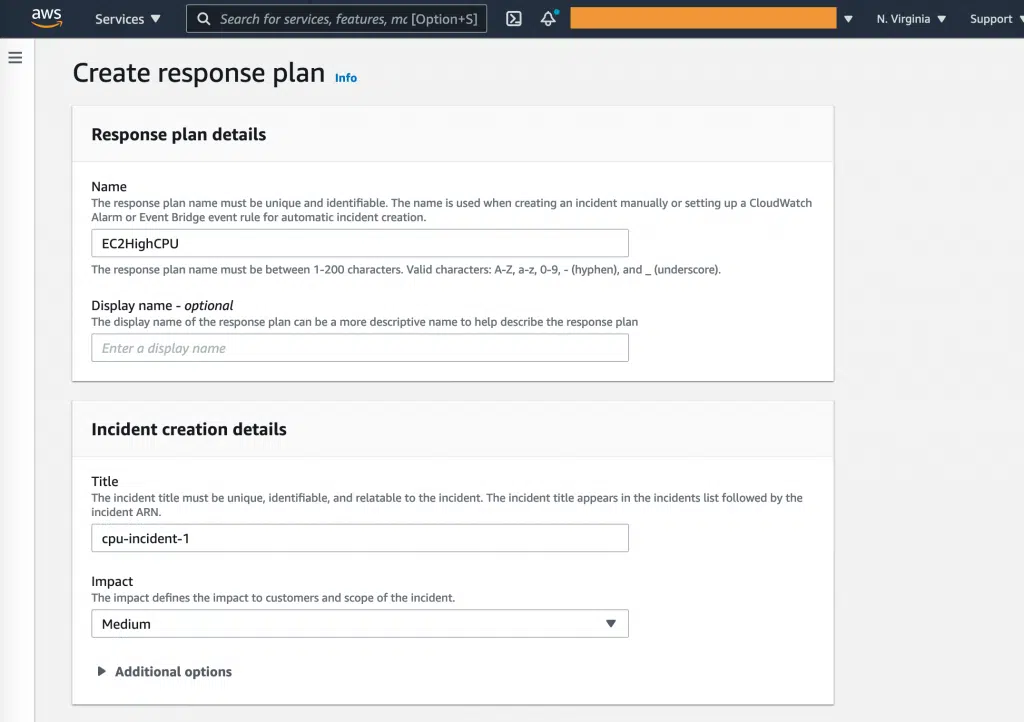 aws
Services ▼
Search for services, features, mc [Option+S]
N. Virginia ▼
Support
Create response plan Info
Response plan details
Name
The response plan name must be unique and identifiable. The name is used when creating an incident manually or setting up a CloudWatch
Alarm or Event Bridge event rule for automatic incident creation.
EC2HighCPU
The response plan name must be between 1-200 characters. Valid characters: A-Z, a-z, 0-9, - (hyphen), and _ (underscore).
Display name - optional
The display name of the response plan can be a more descriptive name to help describe the response plan
Enter a display name
Incident creation details
Title
The incident title must be unique, identifiable, and relatable to the incident. The incident title appears in the incidents list followed by the
incident ARN.
cpu-incident-1
Impact
The impact defines the impact to customers and scope of the incident.
Medium
Additional options